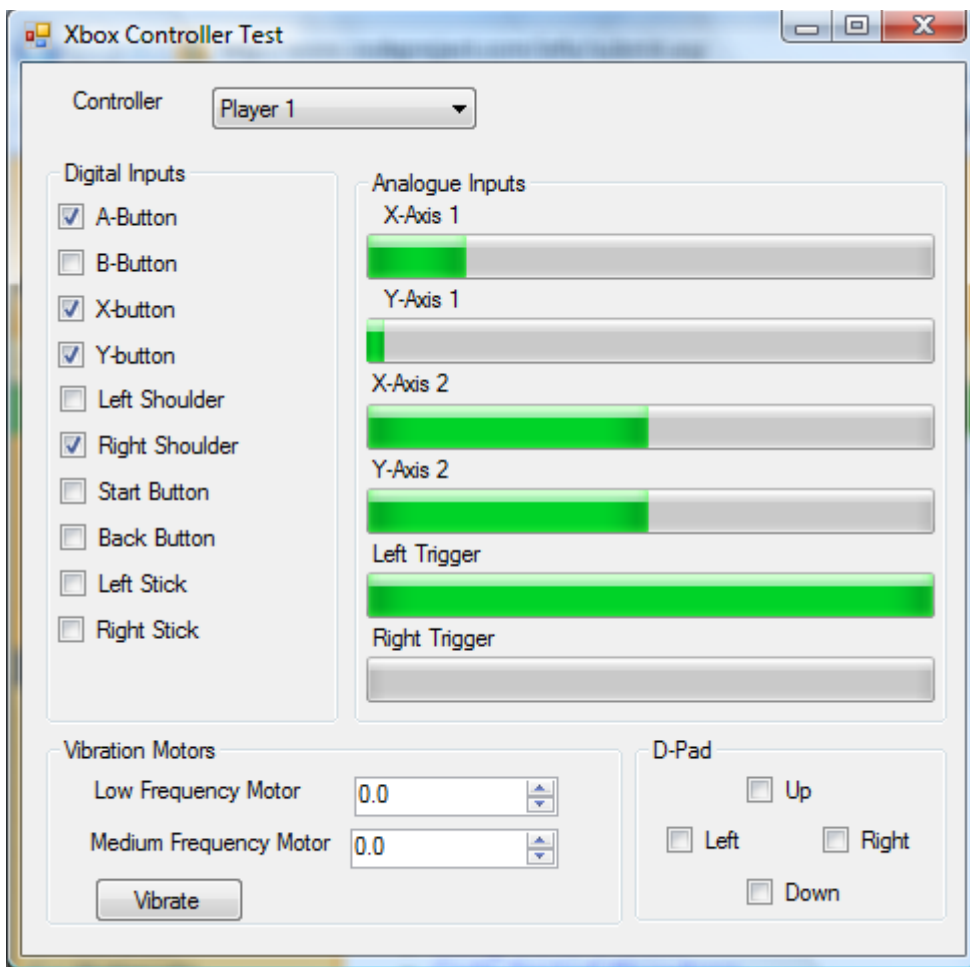 Xbox Controller Test
Controller
Player 1
Digital Inputs
A-Button
B-Button
X-button
Y-button
Left Shoulder
Right Shoulder
Start Button
Back Button
Left Stick
Right Stick
Analogue Inputs
X-Axis 1
Y-Axis 1
X-Axis 2
Y-Axis 2
Left Trigger
Right Trigger
Vibration Motors
Low Frequency Motor 0.0
Medium Frequency Motor 0.0
Vibrate
D-Pad
Up
Left Right
Down